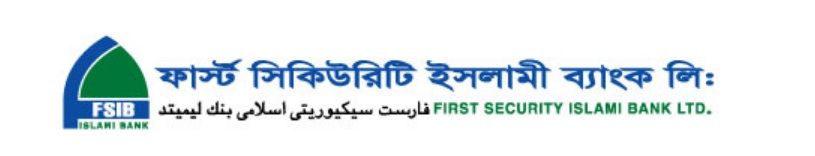 ফার্স্ট সিকিউরিটি ইসলামী ব্যাংক লি:
فارست سيكيوريتى اسلامى بنك ليميتد FIRST SECURITY ISLAMI BANK LTD.
FSIB
ISLAMI BANK